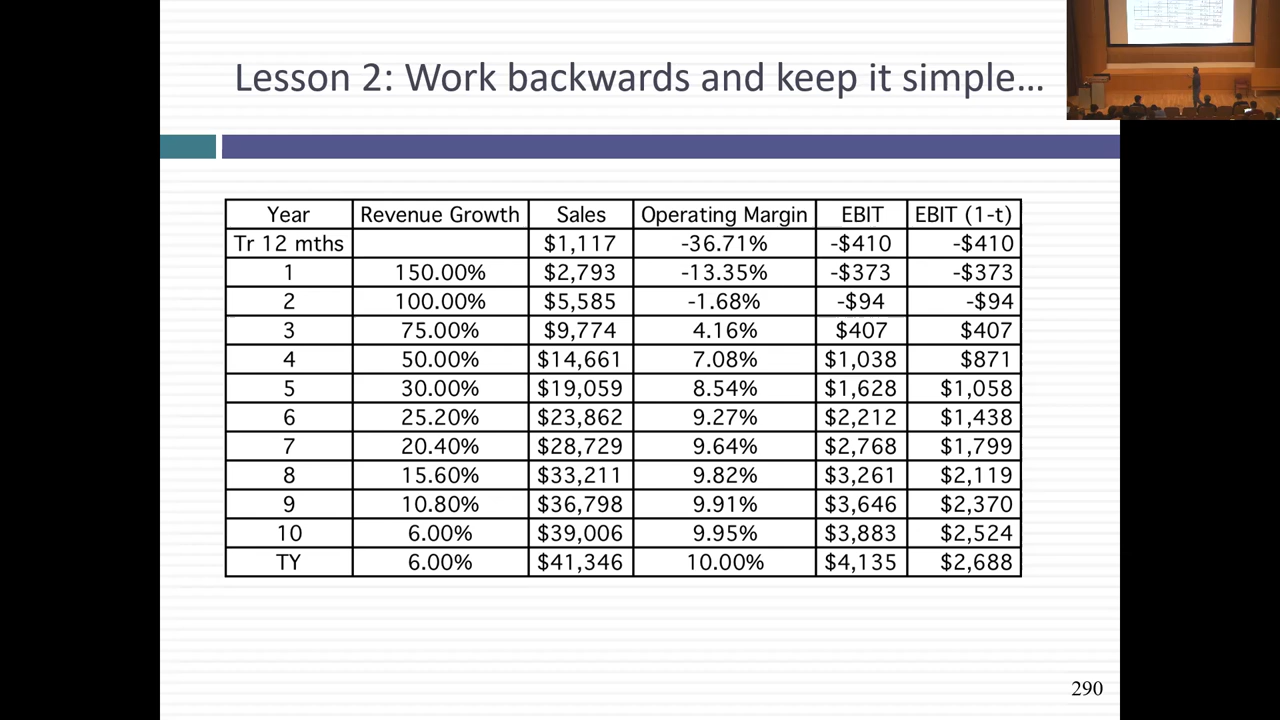 Lesson 2: Work backwards and keep it simple...
Year Revenue Growth Sales Operating Margin EBIT EBIT (1-t)
Tr 12 mths $1,117 -36.71% -$410 -$410
1 150.00% $2,793 -13.35% -$373 -$373
2 100.00% $5,585 -1.68% -$94 -$94
3 75.00% $9,774 4.16% $407 $407
4 50.00% $14,661 7.08% $1,038 $871
5 30.00% $19,059 8.54% $1,628 $1,058
6 25.20% $23,862 9.27% $2,212 $1,438
7 20.40% $28,729 9.64% $2,768 $1,799
8 15.60% $33,211 9.82% $3,261 $2,119
9 10.80% $36,798 9.91% $3,646 $2,370
10 6.00% $39,006 9.95% $3,883 $2,524
TY 6.00% $41,346 10.00% $4,135 $2,688
290